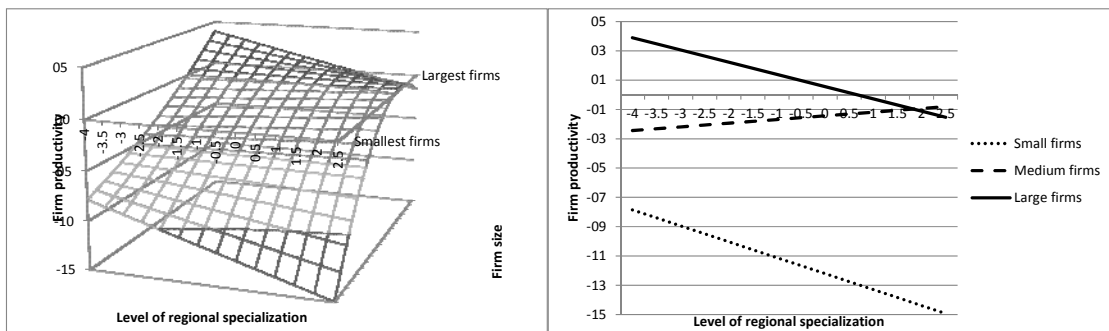 05
00
-05
-10
-15
-4
-3.5
-3
-2.5
-2
-1.5
-1
-0.5
0
0.5
1
1.5
2
2.5
Largest firms
Smallest firms
Firm productivity
Firm size
Level of regional specialization
05
03
01
-01
-03
-05
-07
-09
-11
-13
-15
-4 -3.5 -3 -2.5 -2 -1.5 -1 -0.5 0 0.5 1 1.5 2 2.5
Firm productivity
Small firms
Medium firms
Large firms
Level of regional specialization